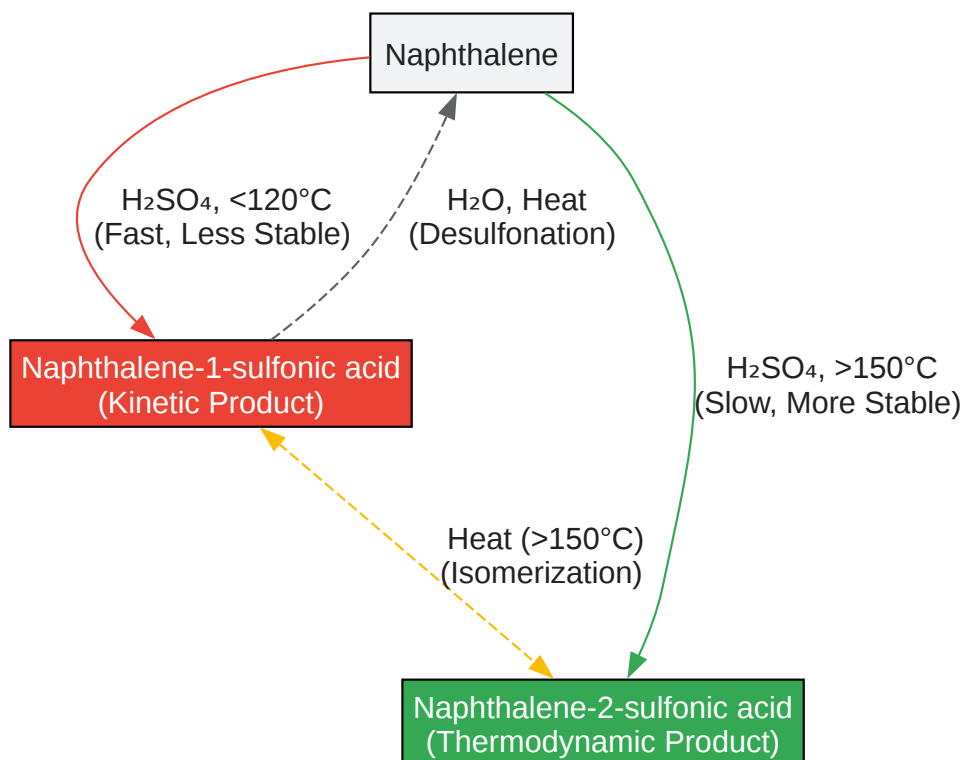 Naphthalene
H₂SO₄, <120°C
(Fast, Less Stable)
H₂O, Heat
(Desulfonation)
Naphthalene-1-sulfonic acid
(Kinetic Product)
H₂SO₄, >150°C
(Slow, More Stable)
Heat (>150°C)
(Isomerization)
Naphthalene-2-sulfonic acid
(Thermodynamic Product)